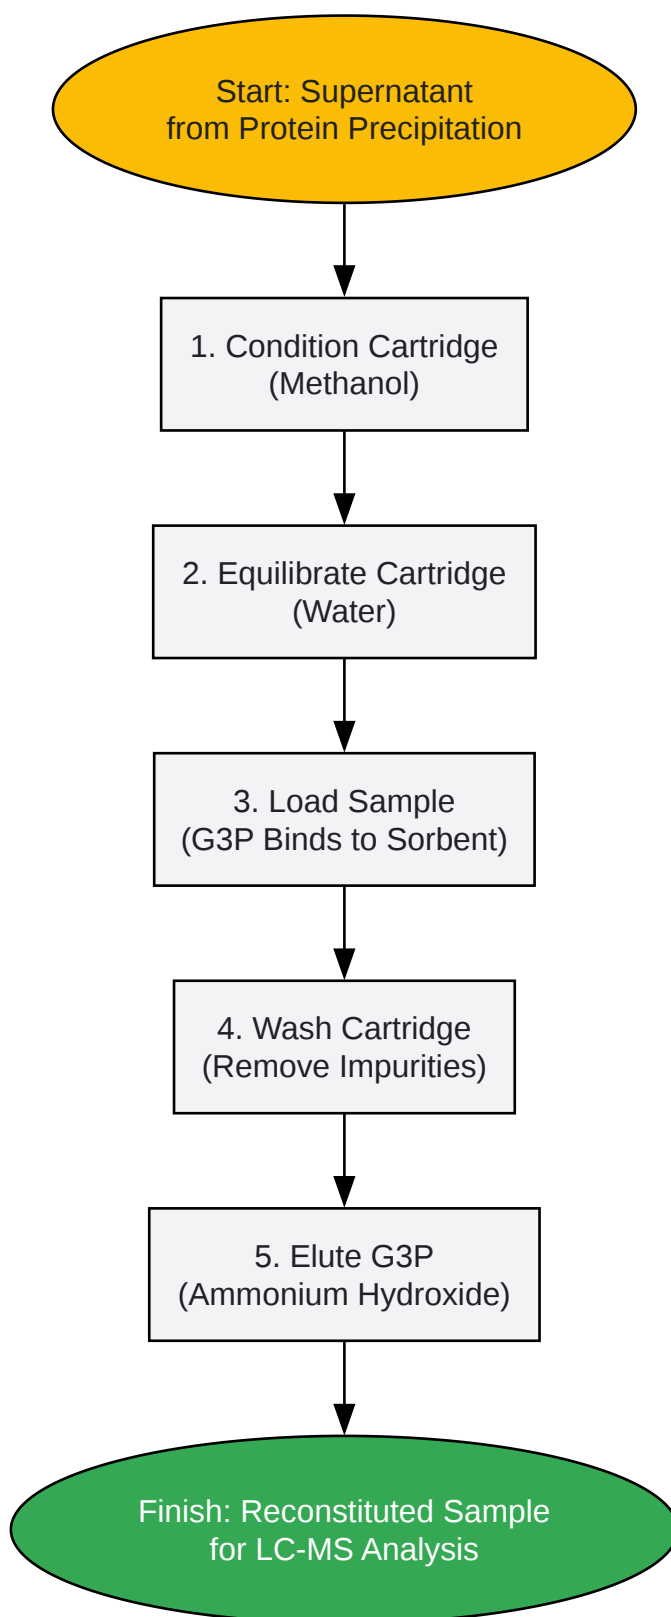 Start: Supernatant
from Protein Precipitation
1. Condition Cartridge
(Methanol)
2. Equilibrate Cartridge
(Water)
3. Load Sample
(G3P Binds to Sorbent)
4. Wash Cartridge
(Remove Impurities)
5. Elute G3P
(Ammonium Hydroxide)
Finish: Reconstituted Sample
for LC-MS Analysis